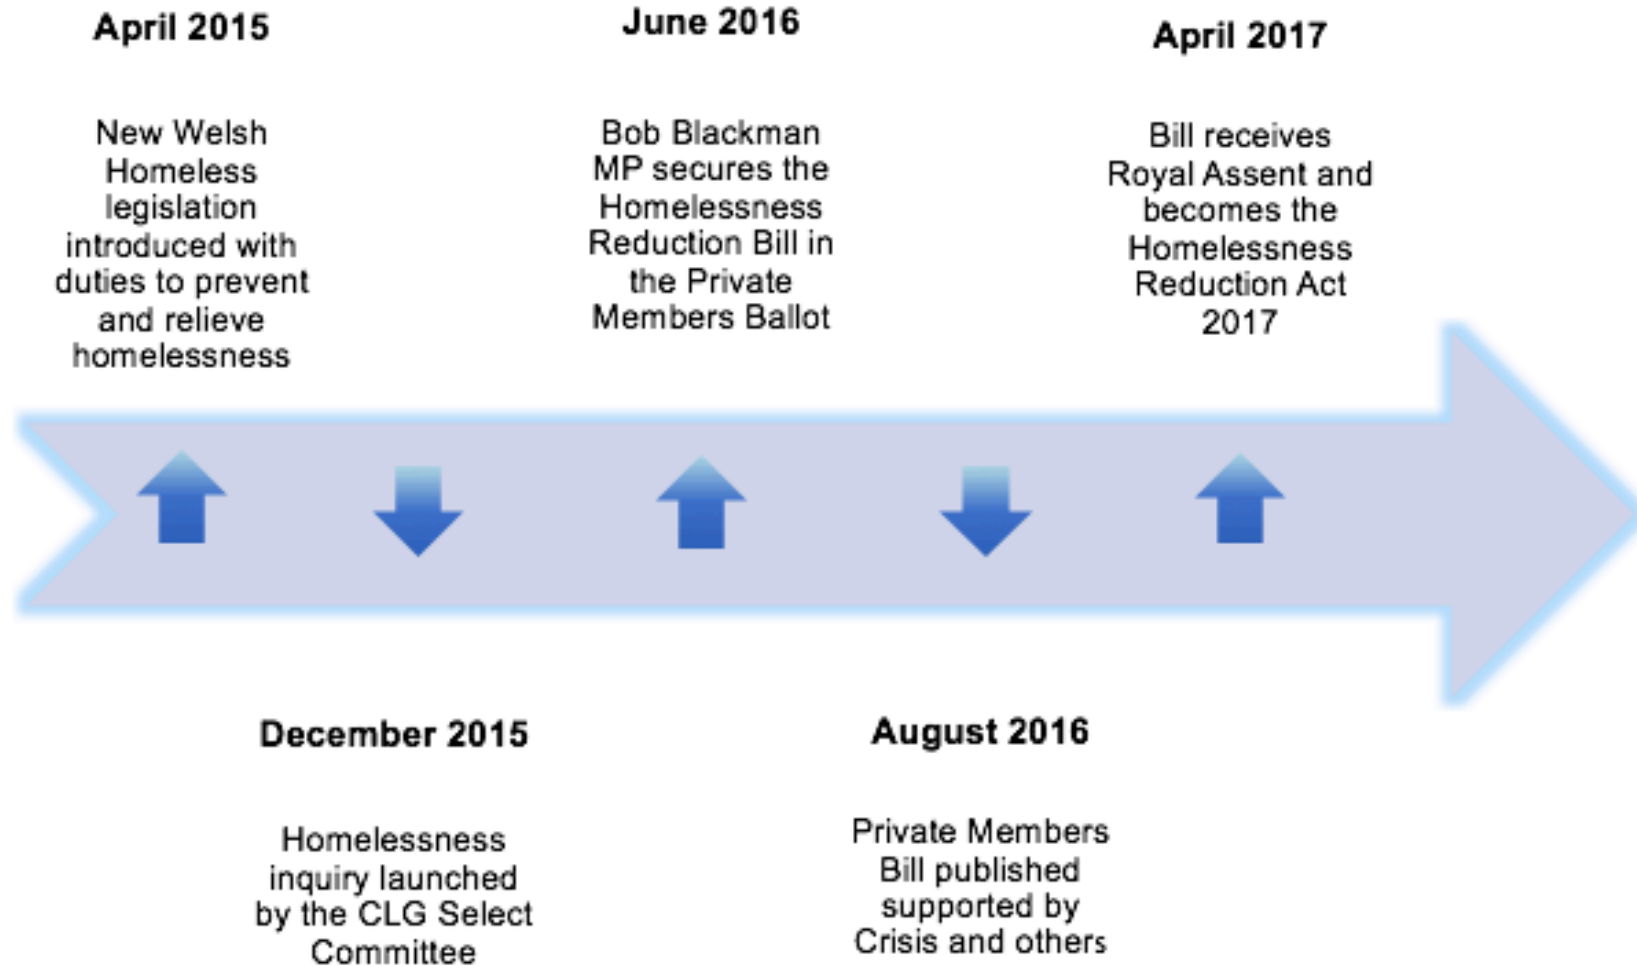 April 2015
New Welsh
Homeless
legislation
introduced with
duties to prevent
and relieve
homelessness
December 2015
Homelessness
inquiry launched
by the CLG Select
Committee
June 2016
Bob Blackman
MP secures the
Homelessness
Reduction Bill in
the Private
Members Ballot
August 2016
Private Members
Bill published
supported by
Crisis and others
April 2017
Bill receives
Royal Assent and
becomes the
Homelessness
Reduction Act
2017